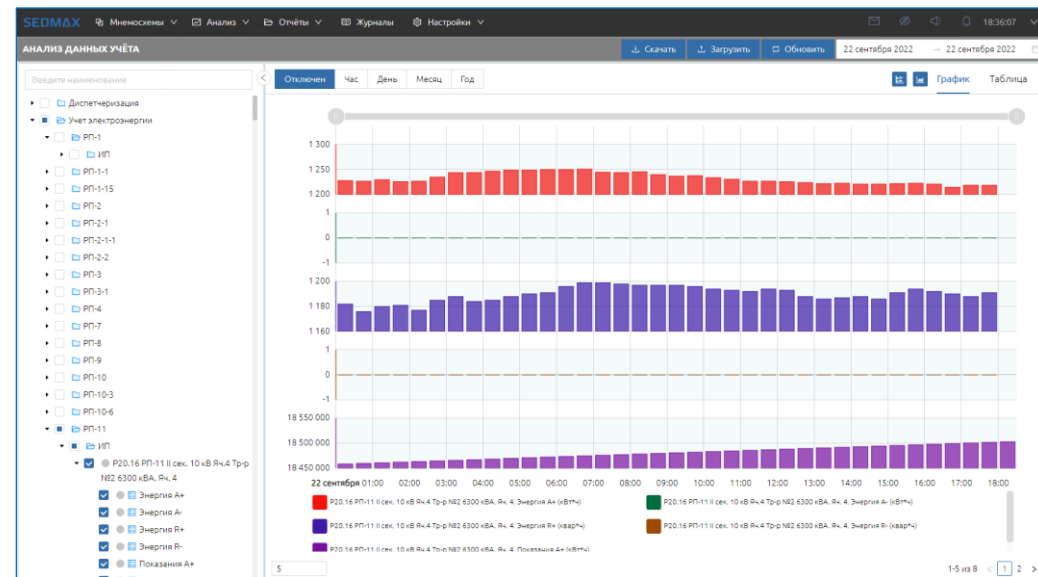 SEDMAX Мнемосхемы Анализ Отчёты Журналы Настройки 18:36:07
АНАЛИЗ ДАННЫХ УЧЁТА Скачать Загрузить Обновить 22 сентября 2022 → 22 сентября 2022
Введите наименование
Отключен Час День Месяц Год График Таблица
Диспетчеризация
Учет электроэнергии
РП-1
ИП
РП-1-1
РП-1-15
РП-2
РП-2-1
РП-2-1-1
РП-2-2
РП-3
РП-3-1
РП-4
РП-7
РП-8
РП-9
РП-10
РП-10-3
РП-10-6
РП-11
ИП
P20.16 РП-11 II сек. 10 кВ Яч.4 Тр-р
№2 6300 кВА. Яч. 4
Энергия A+
Энергия A-
Энергия R+
Энергия R-
Показания A+
1 300
1 250
1 200
1
0
-1
1 200
1 180
1 160
1
0
-1
18 550 000
18 500 000
18 450 000
22 сентября 01:00 02:00 03:00 04:00 05:00 06:00 07:00 08:00 09:00 10:00 11:00 12:00 13:00 14:00 15:00 16:00 17:00 18:00
P20.16 РП-11 II сек. 10 кВ Яч.4 Тр-р №2 6300 кВА. Яч. 4. Энергия A+ (кВт*ч)
P20.16 РП-11 II сек. 10 кВ Яч.4 Тр-р №2 6300 кВА. Яч. 4. Энергия A- (кВт*ч)
P20.16 РП-11 II сек. 10 кВ Яч.4 Тр-р №2 6300 кВА. Яч. 4. Энергия R+ (квар*ч)
P20.16 РП-11 II сек. 10 кВ Яч.4 Тр-р №2 6300 кВА. Яч. 4. Энергия R- (квар*ч)
P20.16 РП-11 II сек. 10 кВ Яч.4 Тр-р №2 6300 кВА. Яч. 4. Показания A+ (кВт*ч)
5 1-5 из 8 < 1 2 >